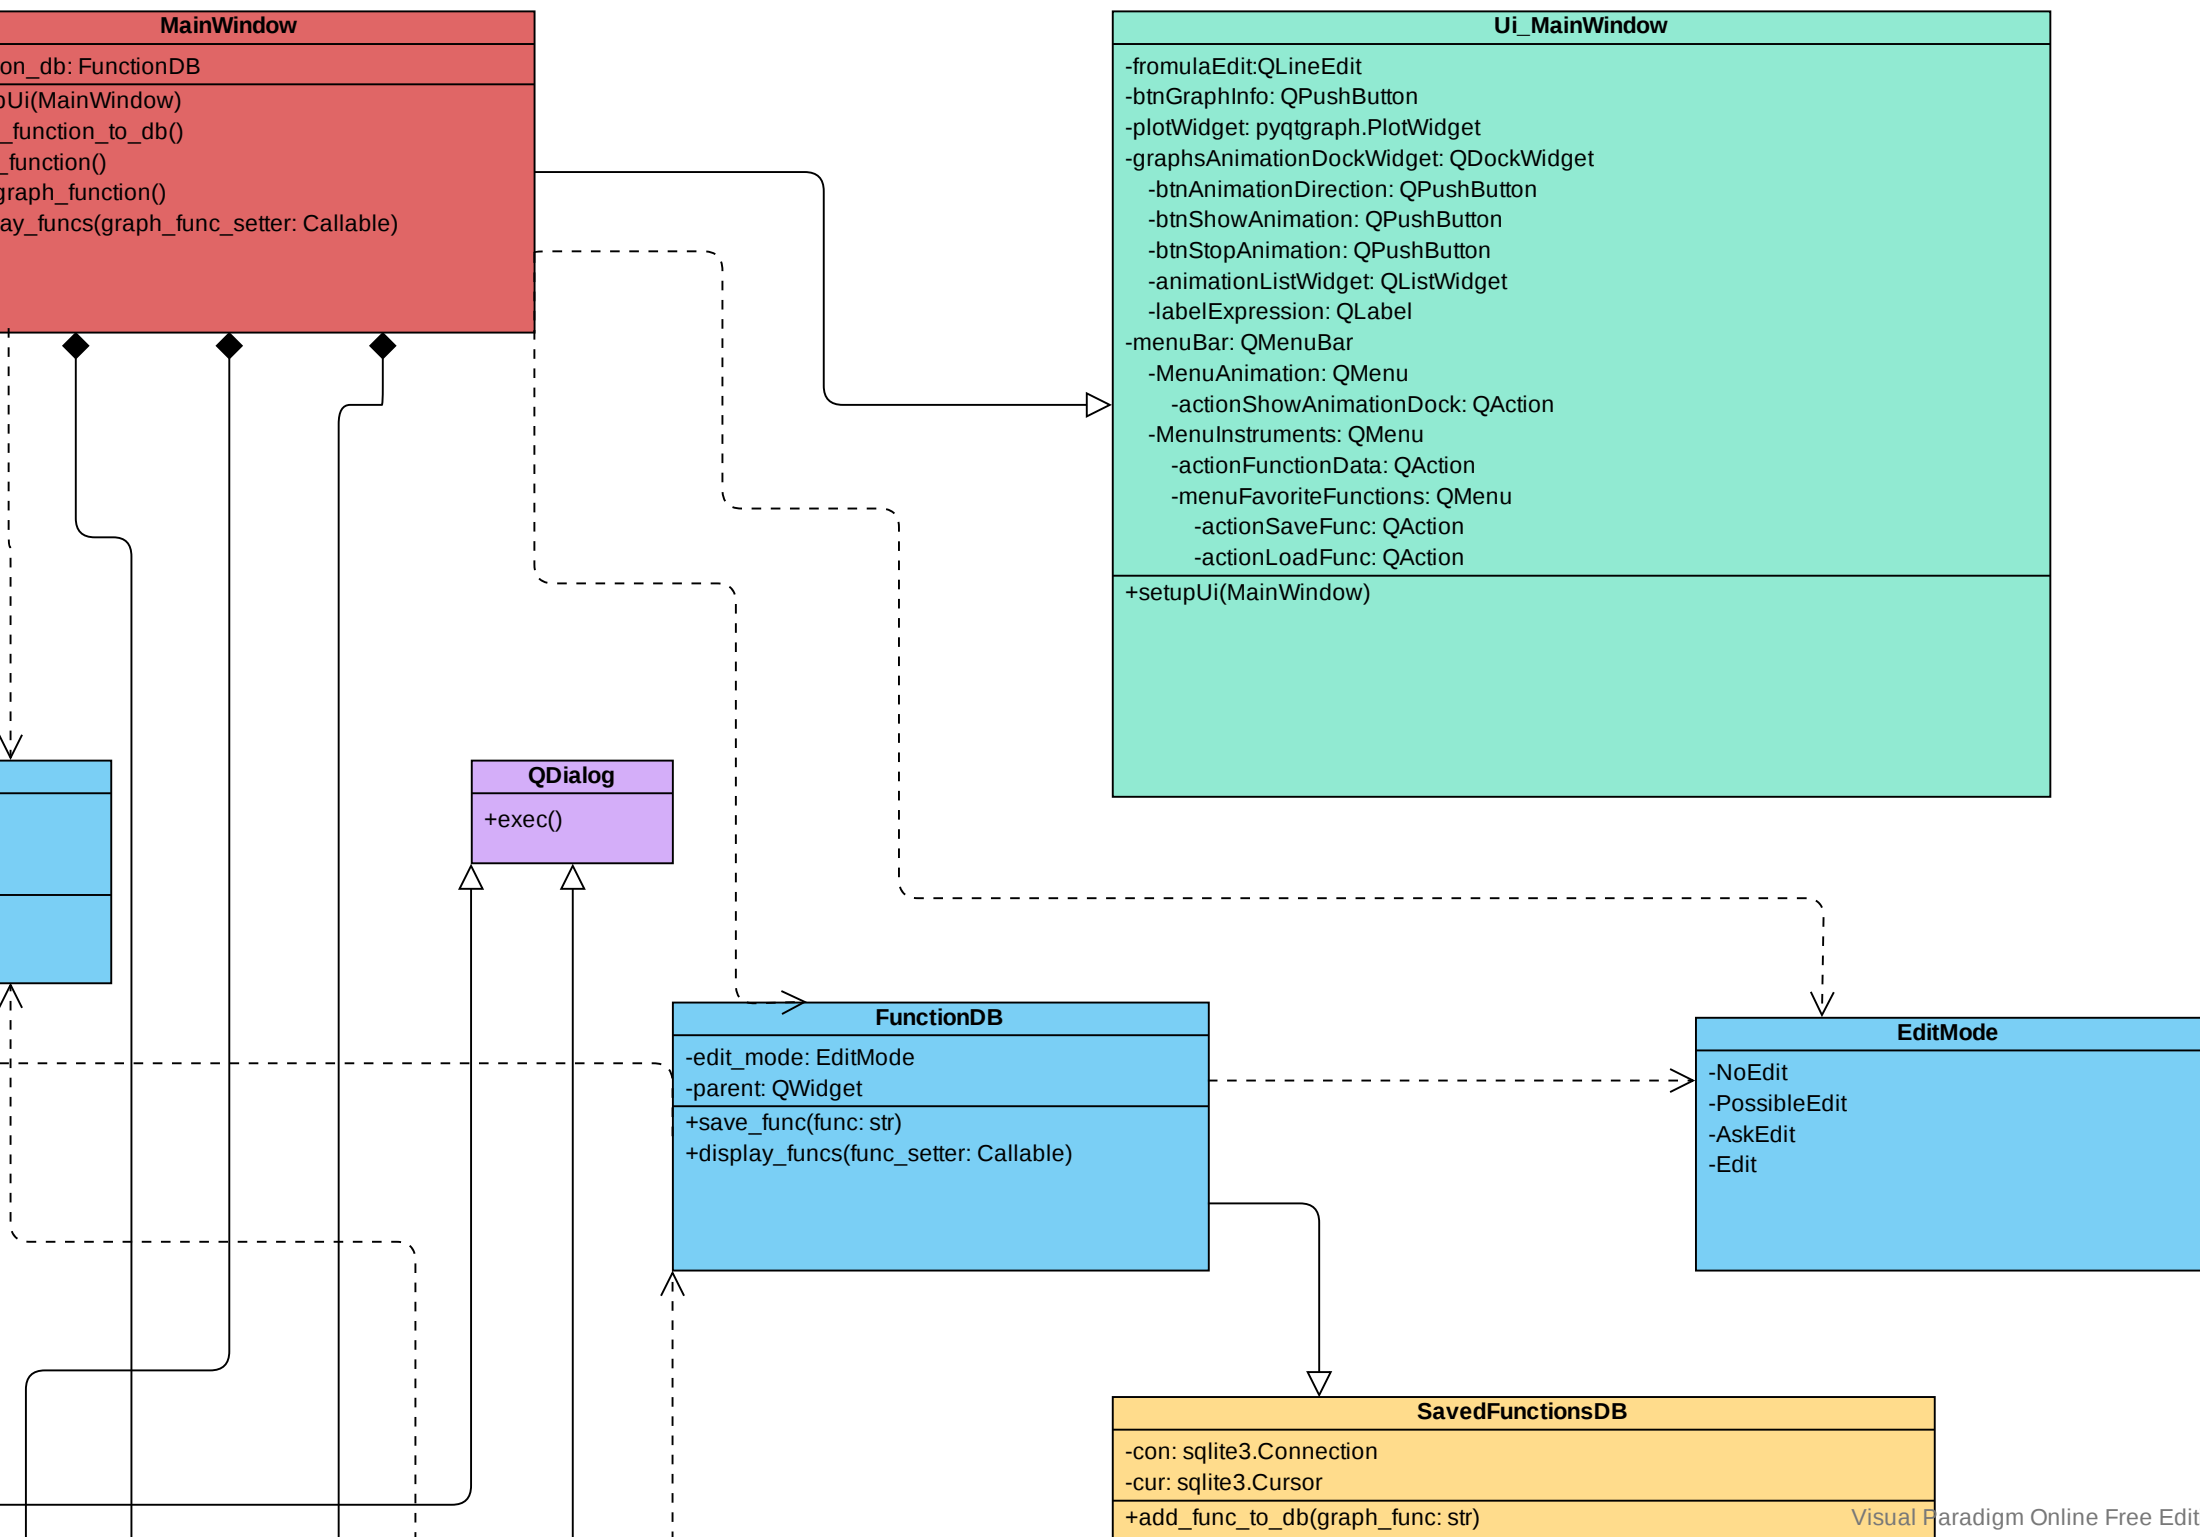 MainWindow
on_db: FunctionDB
pUi(MainWindow)
_function_to_db()
_function()
graph_function()
ay_funcs(graph_func_setter: Callable)
Ui_MainWindow
-fromulaEdit:QLineEdit
-btnGraphInfo: QPushButton
-plotWidget: pyqtgraph.PlotWidget
-graphsAnimationDockWidget: QDockWidget
-btnAnimationDirection: QPushButton
-btnShowAnimation: QPushButton
-btnStopAnimation: QPushButton
-animationListWidget: QListWidget
-labelExpression: QLabel
-menuBar: QMenuBar
-MenuAnimation: QMenu
-actionShowAnimationDock: QAction
-MenuInstruments: QMenu
-actionFunctionData: QAction
-menuFavoriteFunctions: QMenu
-actionSaveFunc: QAction
-actionLoadFunc: QAction
+setupUi(MainWindow)
QDialog
+exec()
FunctionDB
-edit_mode: EditMode
-parent: QWidget
+save_func(func: str)
+display_funcs(func_setter: Callable)
EditMode
-NoEdit
-PossibleEdit
-AskEdit
-Edit
SavedFunctionsDB
-con: sqlite3.Connection
-cur: sqlite3.Cursor
+add_func_to_db(graph_func: str)
Visual Paradigm Online Free Edit